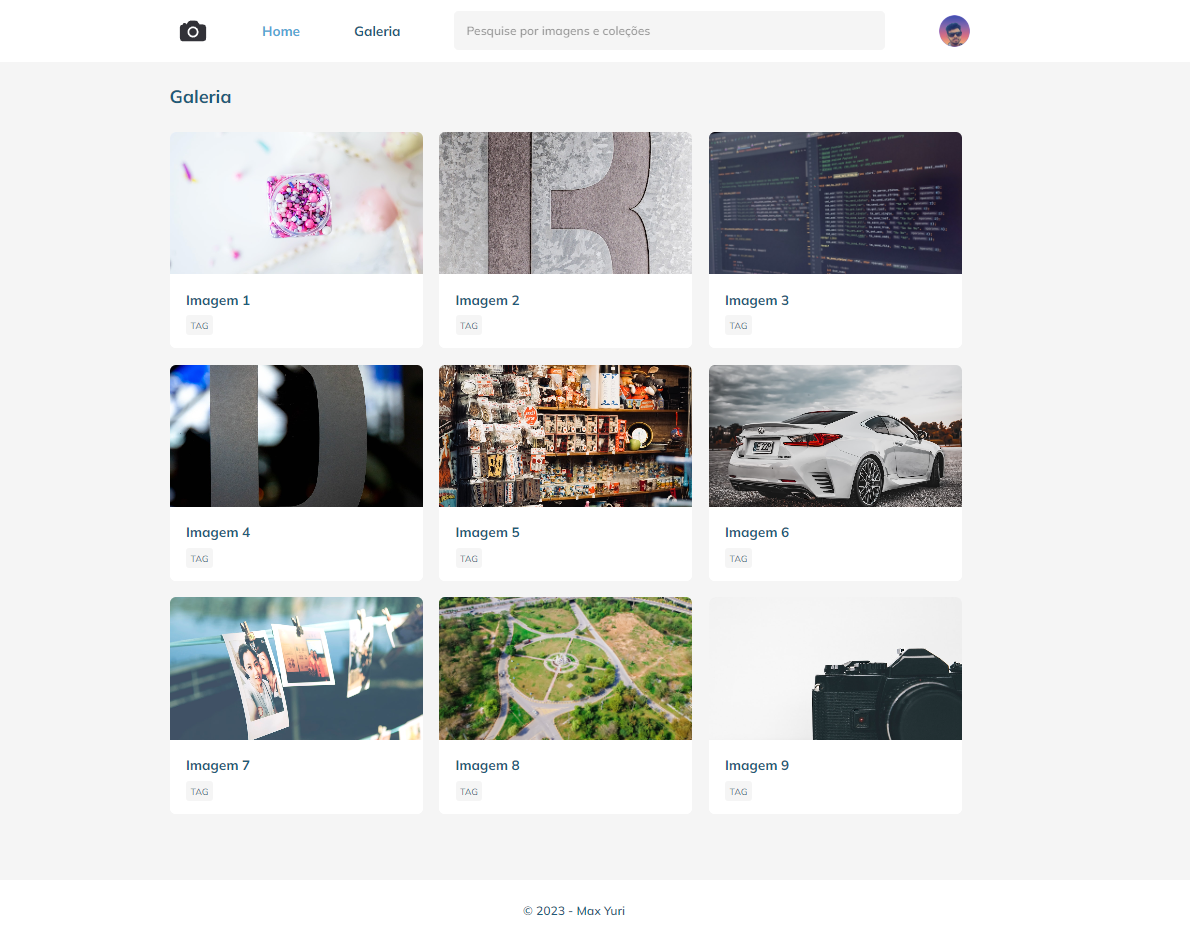 Home
Galeria
Pesquise por imagens e coleções
Galeria
Imagem 1
TAG
Imagem 2
TAG
Imagem 3
TAG
Imagem 4
TAG
Imagem 5
TAG
Imagem 6
TAG
Imagem 7
TAG
Imagem 8
TAG
Imagem 9
TAG
© 2023 - Max Yuri